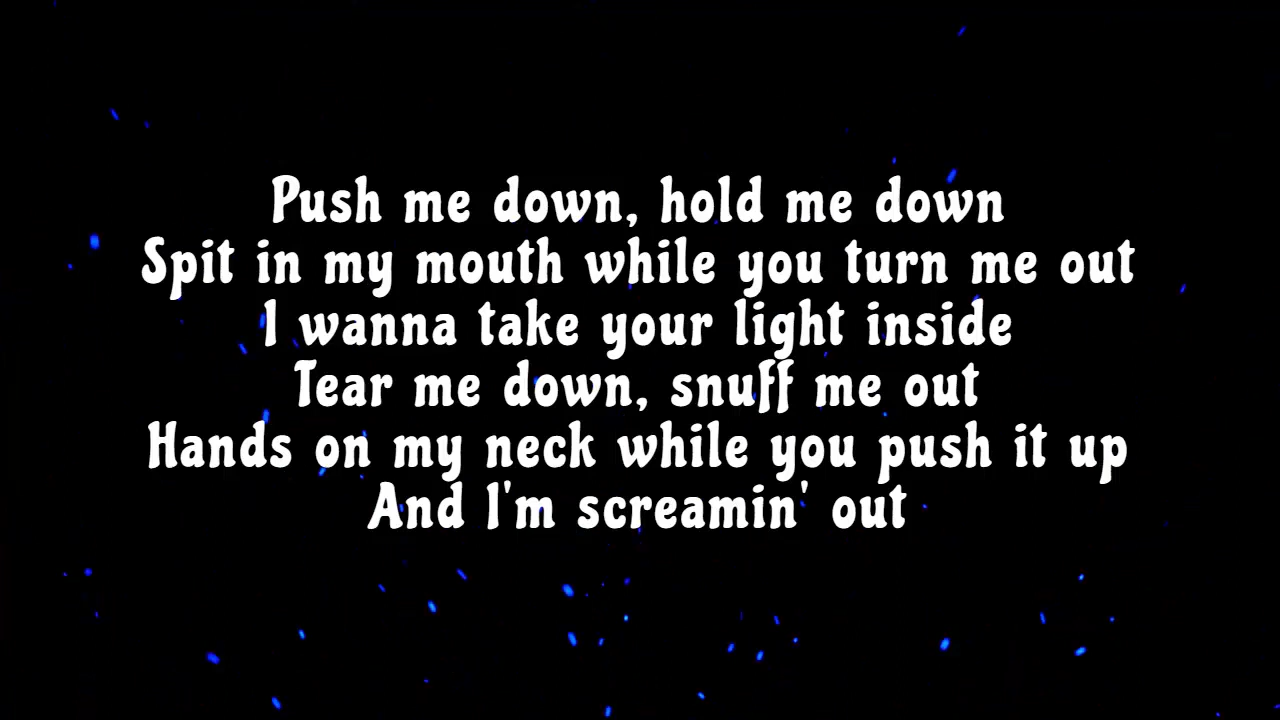 Push me down, hold me down
Spit in my mouth while you turn me out
I wanna take your light inside
Tear me down, snuff me out
Hands on my neck while you push it up
And I'm screamin' out